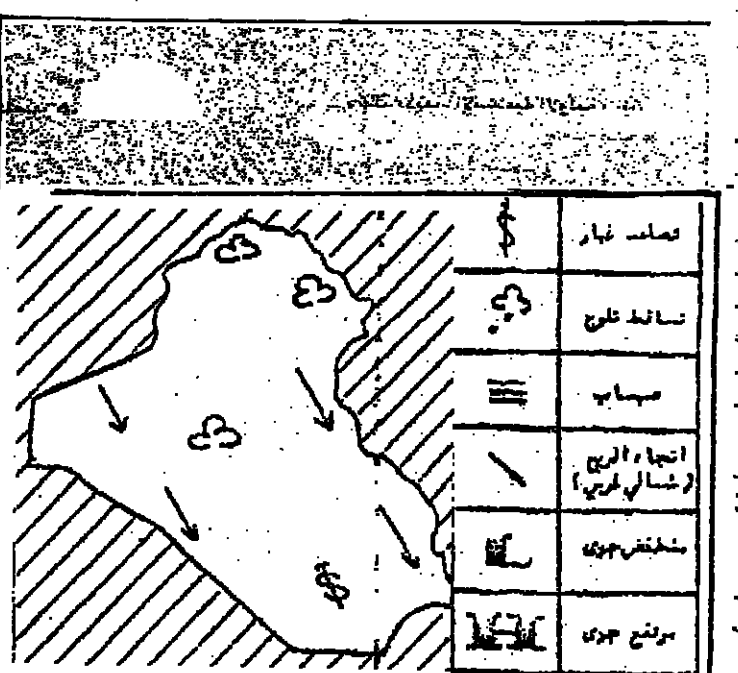 تصاعد غبار
تساقط ثلوج
ضباب
اتجاه الريح
(شمالي غربي)
منخفض جوي
مرتفع جوي